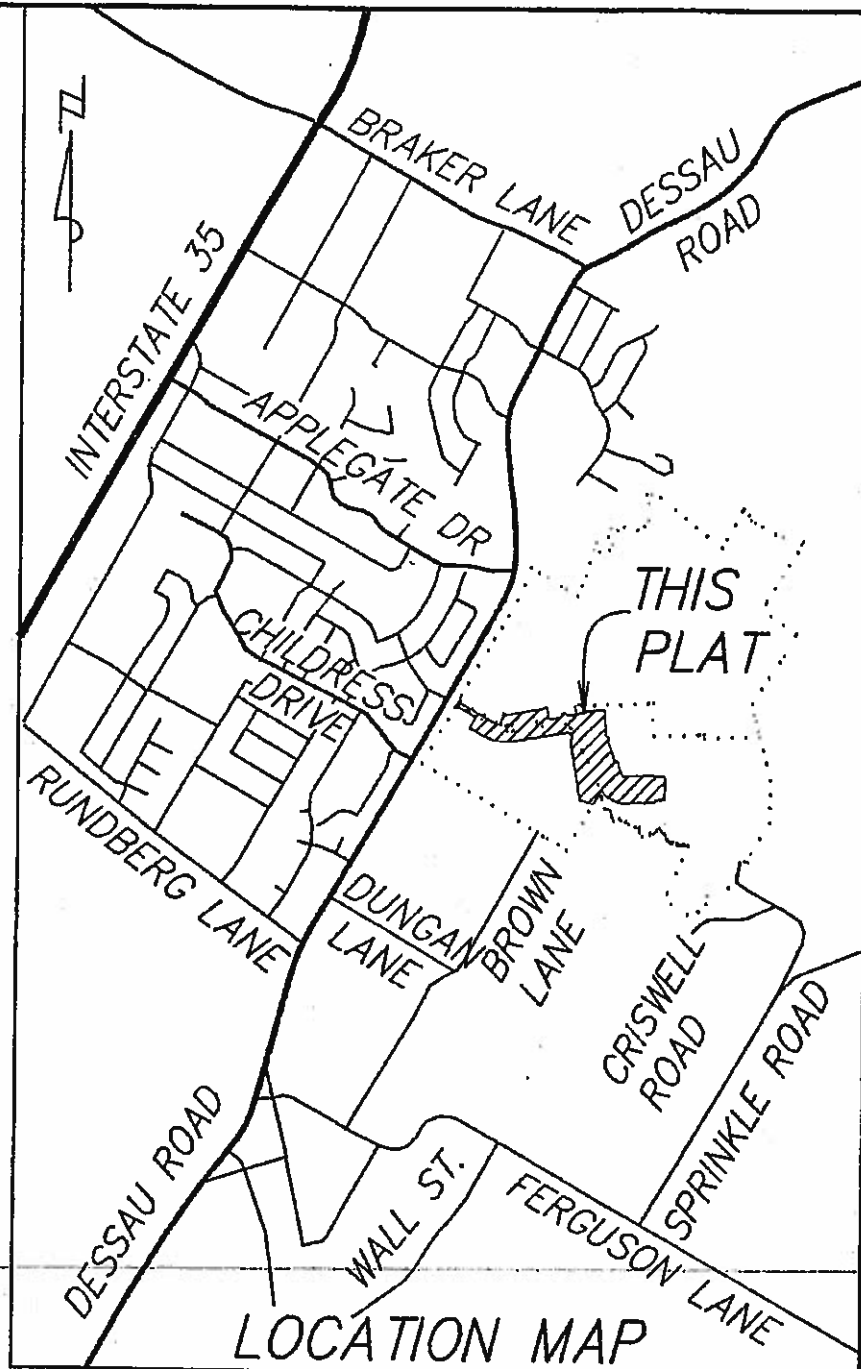 N
BRAKER LANE
DESSAU
ROAD
INTERSTATE 35
APPLEGATE DR
THIS
PLAT
CHILDRESS
DRIVE
RUNDBERG LANE
DUNGAN
LANE
BROWN
LANE
CRISWELL
ROAD
SPRINKLE ROAD
DESSAU ROAD
WALL ST.
FERGUSON LANE
LOCATION MAP